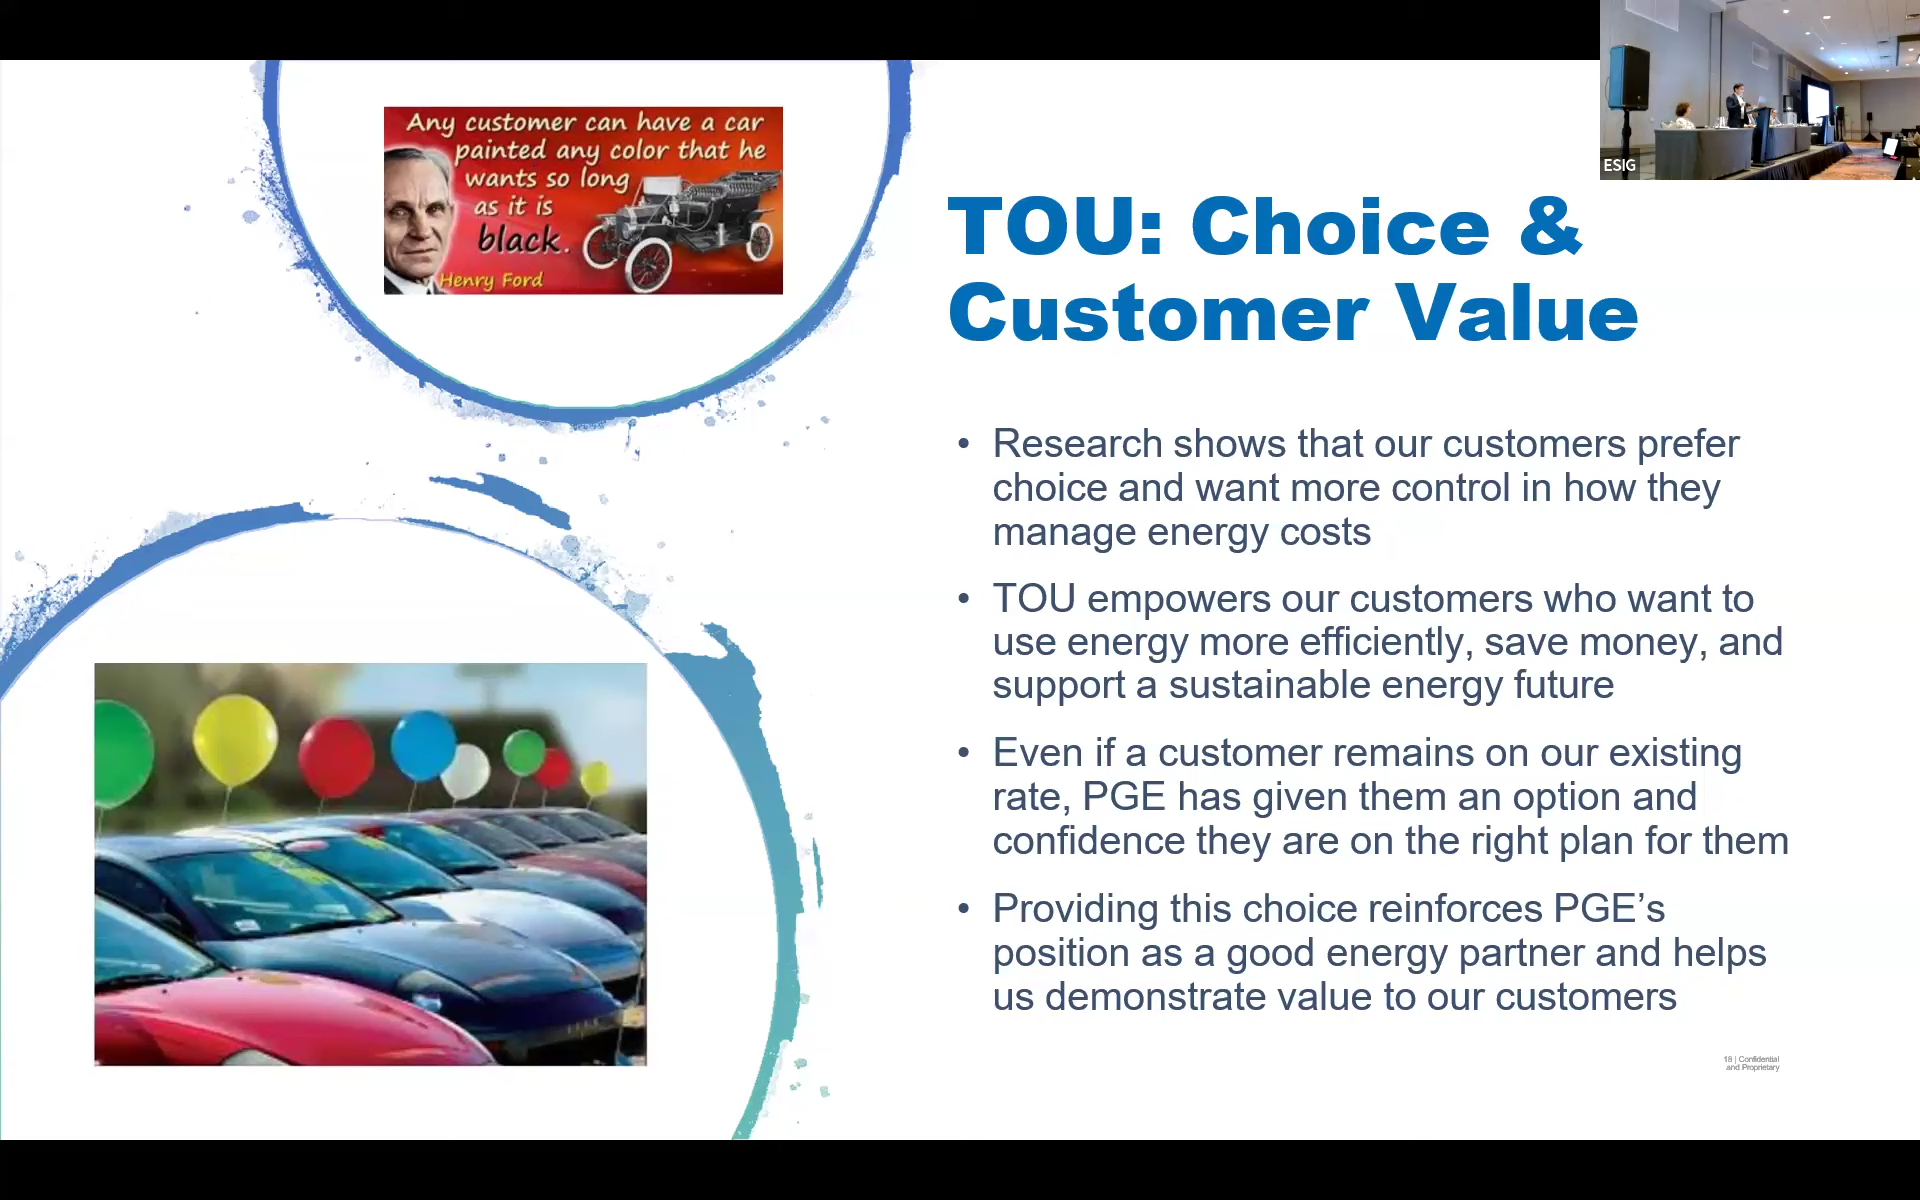 ESIG
Any customer can have a car
painted any color that he
wants so long
as it is
black.
Henry Ford
TOU: Choice &
Customer Value
• Research shows that our customers prefer
choice and want more control in how they
manage energy costs
• TOU empowers our customers who want to
use energy more efficiently, save money, and
support a sustainable energy future
• Even if a customer remains on our existing
rate, PGE has given them an option and
confidence they are on the right plan for them
• Providing this choice reinforces PGE’s
position as a good energy partner and helps
us demonstrate value to our customers
18 | Confidential
and Proprietary